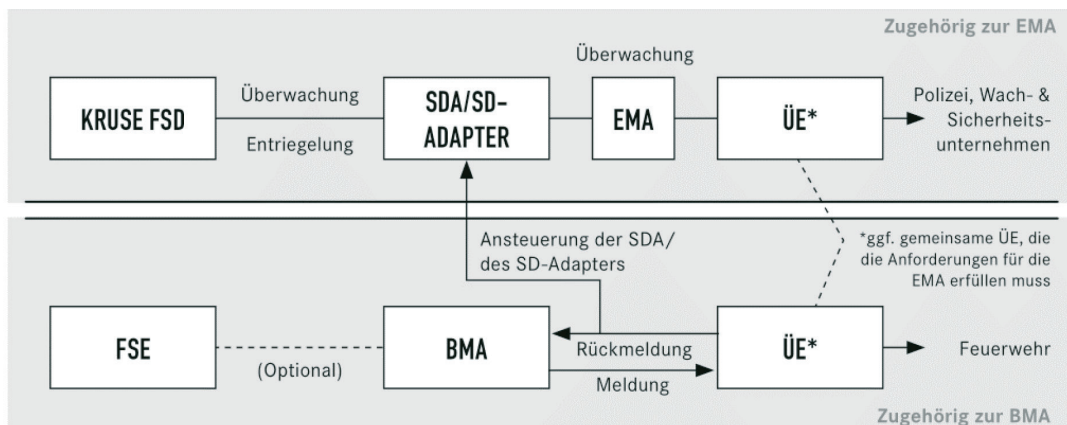 Zugehörig zur EMA
KRUSE FSD
Überwachung
Entriegelung
SDA/SD-
ADAPTER
Überwachung
EMA
ÜE*
Polizei, Wach- &
Sicherheits-
unternehmen
Ansteuerung der SDA/
des SD-Adapters
*ggf. gemeinsame ÜE, die
die Anforderungen für die
EMA erfüllen muss
FSE
(Optional)
BMA
Rückmeldung
Meldung
ÜE*
Feuerwehr
Zugehörig zur BMA